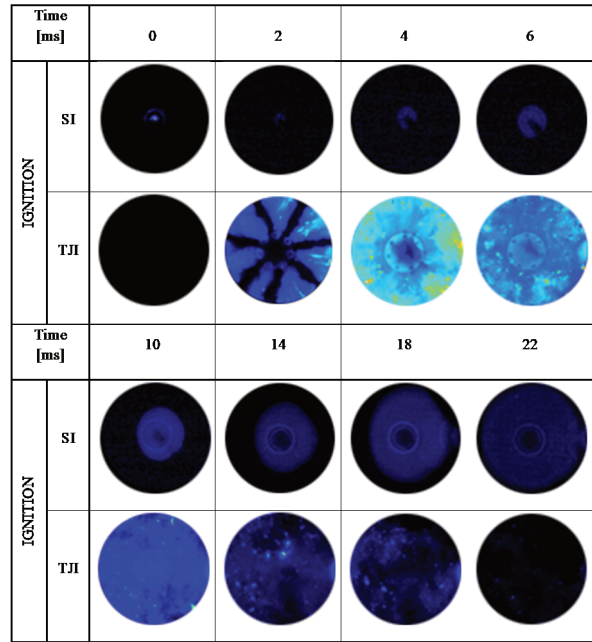 Time
[ms]
0
2
4
6
IGNITION
SI
TJI
Time
[ms]
10
14
18
22
IGNITION
SI
TJI